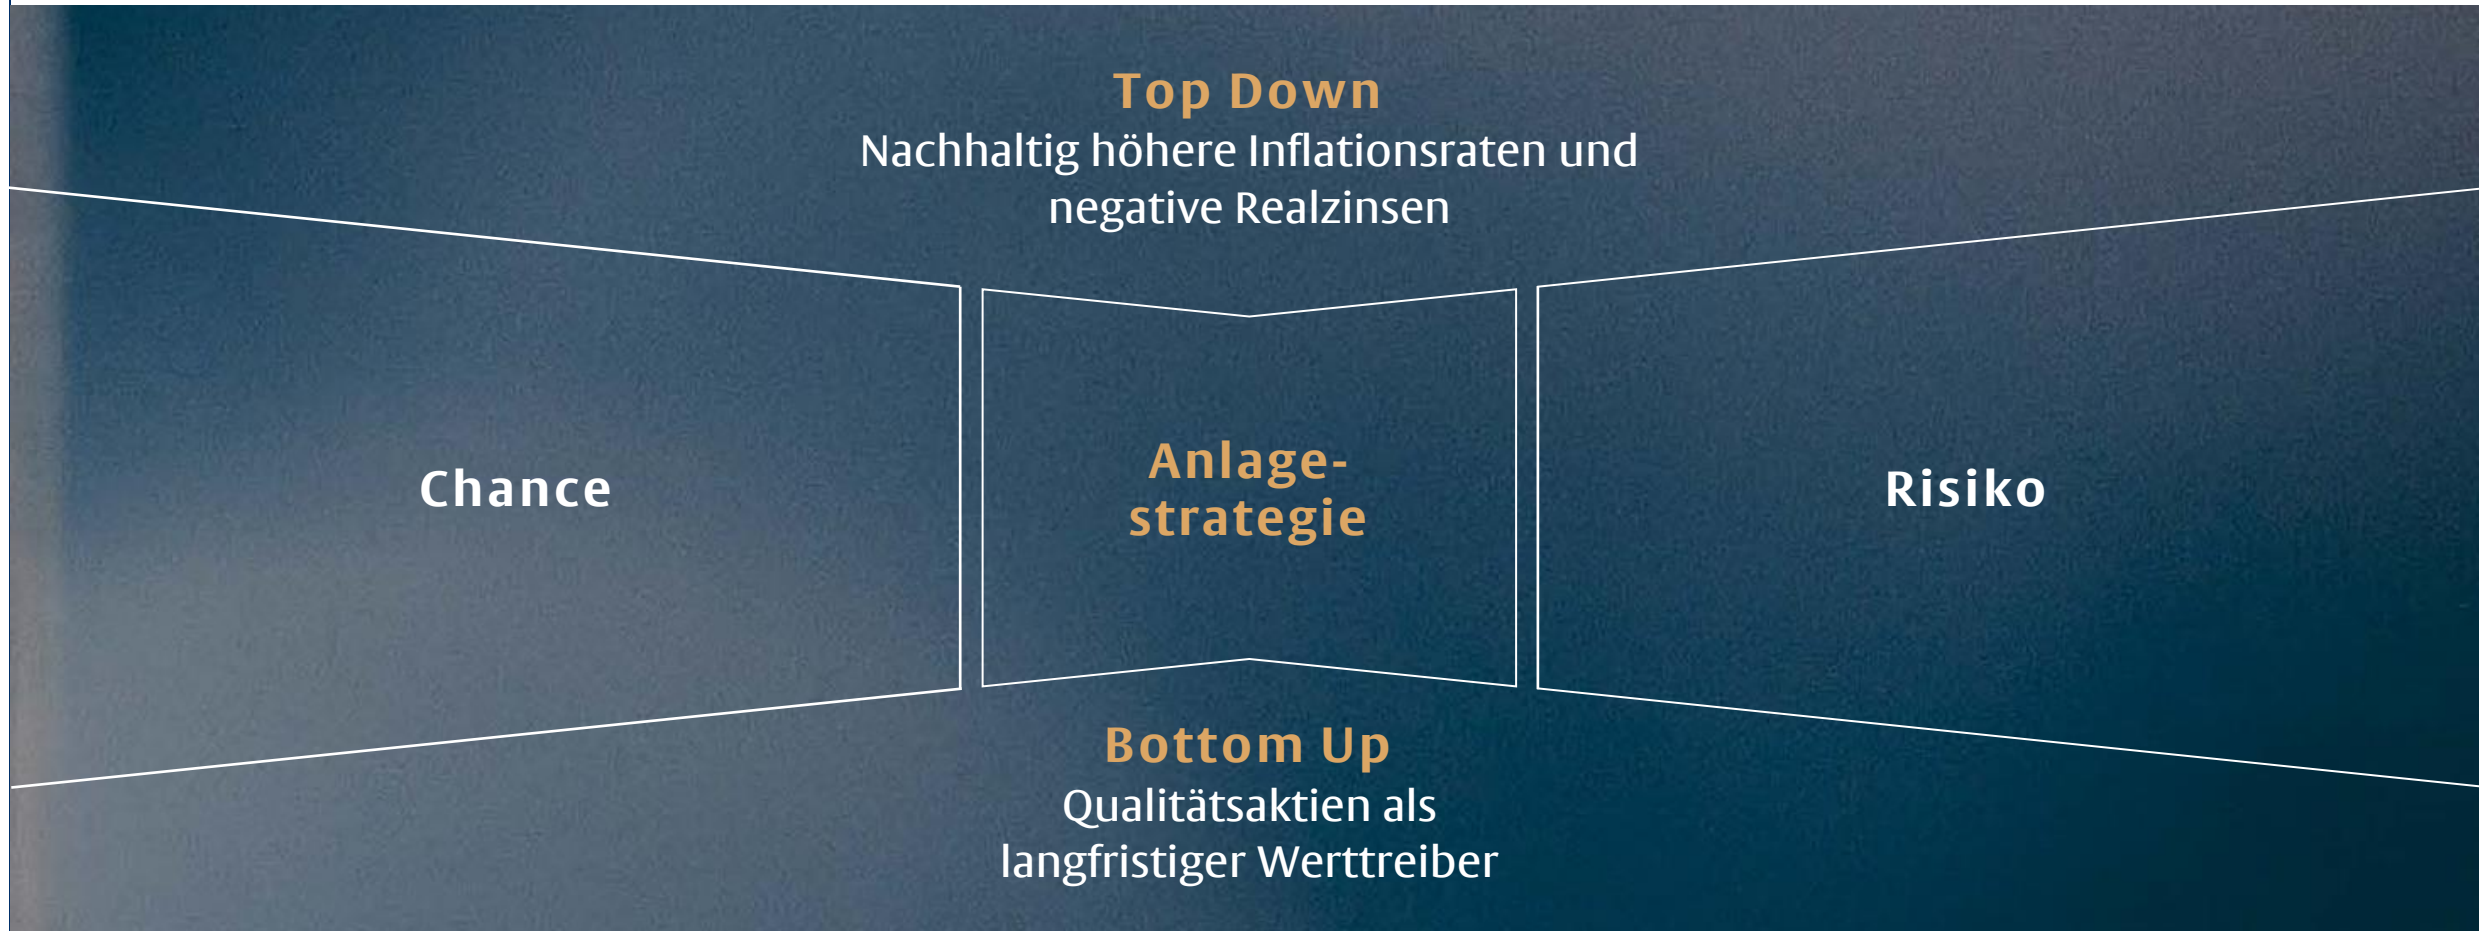 Top Down
Nachhaltig höhere Inflationsraten und
negative Realzinsen
Chance
Anlage-
strategie
Risiko
Bottom Up
Qualitätsaktien als
langfristiger Werttreiber